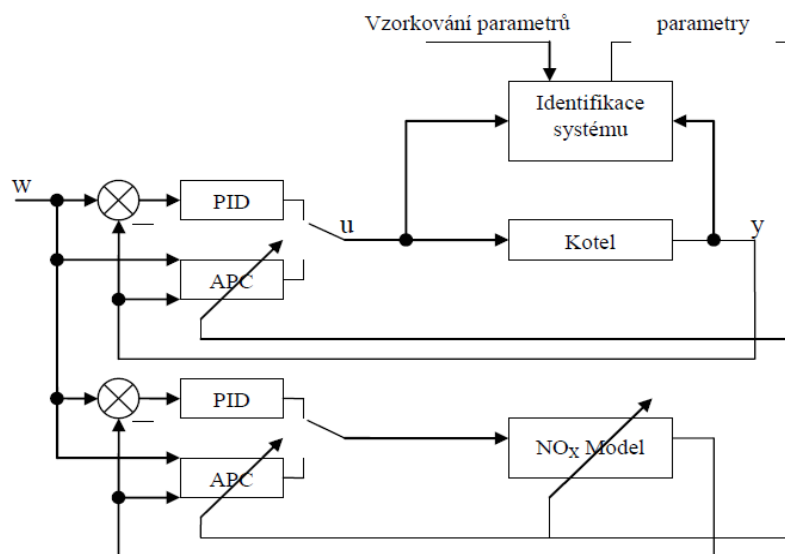 Vzorkování parametrů
parametry
Identifikace
systému
w
PID
u
Kotel
y
APC
PID
NOX Model
APC